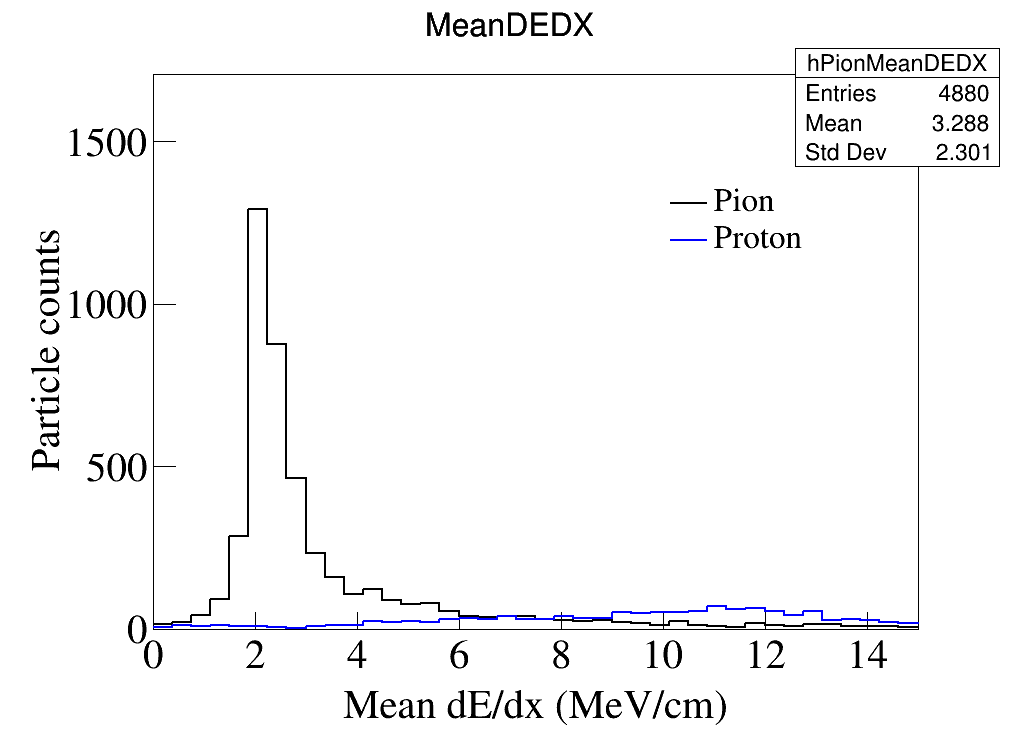 MeanDEDX
hPionMeanDEDX
Entries 4880
Mean 3.288
Std Dev 2.301
Pion
Proton
Particle counts
1500
1000
500
0
0 2 4 6 8 10 12 14
Mean dE/dx (MeV/cm)